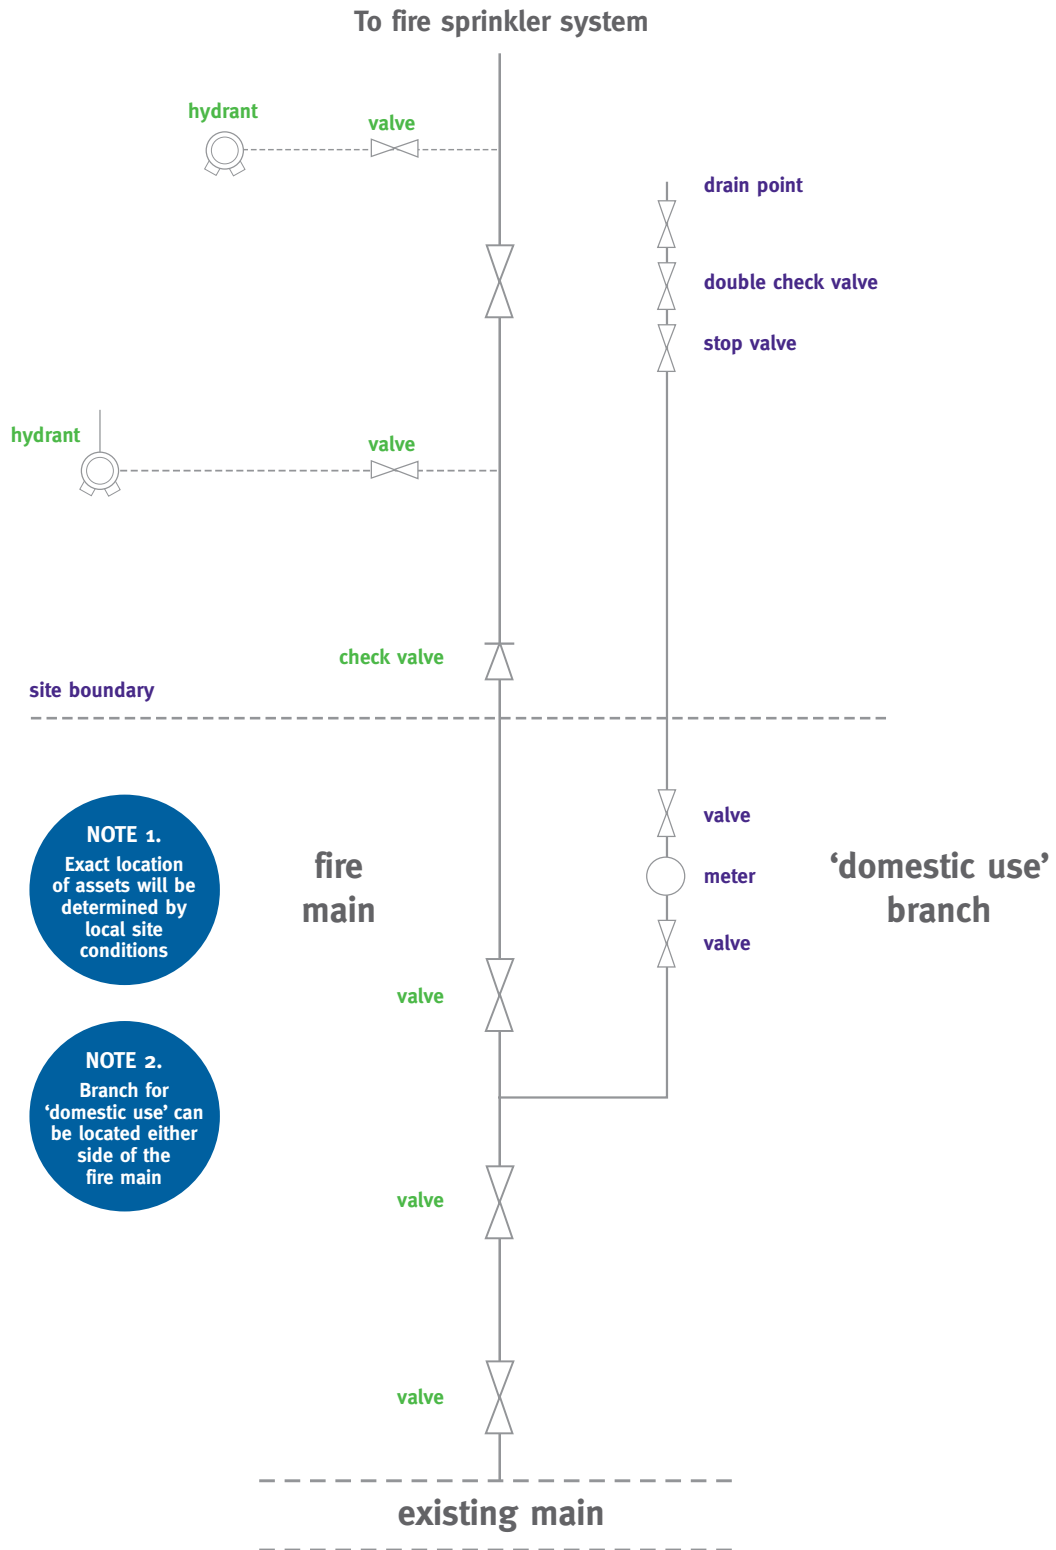 To fire sprinkler system
hydrant
valve
drain point
double check valve
stop valve
hydrant
valve
check valve
site boundary
valve
NOTE 1.
Exact location
of assets will be
determined by
local site
conditions
fire
main
meter
‘domestic use’
branch
valve
valve
NOTE 2.
Branch for
‘domestic use’ can
be located either
side of the
fire main
valve
valve
existing main